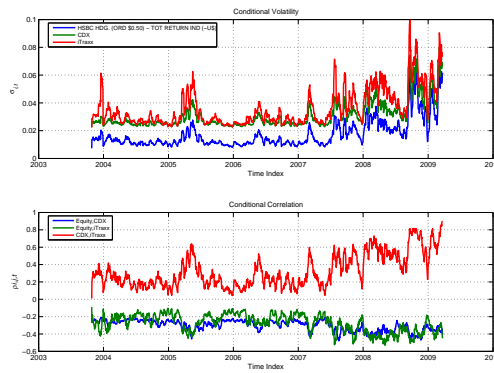 Conditional Volatility
0.1
0.08
0.06
0.04
0.02
0
σi,t
HSBC HDG. (ORD $0.50) − TOT RETURN IND (~U$)
CDX
iTraxx
2003 2004 2005 2006 2007 2008 2009 20
Time Index
Conditional Correlation
1
0.8
0.6
0.4
0.2
0
−0.2
−0.4
−0.6
ρi,j,t
Equity,CDX
Equity,iTraxx
CDX,iTraxx
2003 2004 2005 2006 2007 2008 2009 20
Time Index